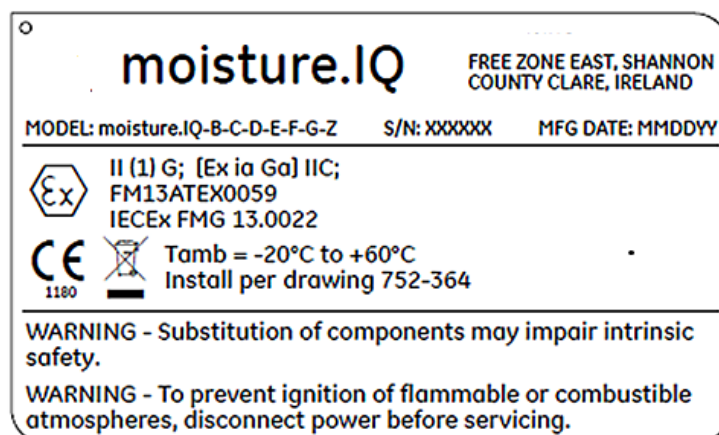 moisture.IQ
FREE ZONE EAST, SHANNON
COUNTY CLARE, IRELAND
MODEL: moisture.IQ-B-C-D-E-F-G-Z S/N: XXXXXX MFG DATE: MMDDYY
II (1) G; [Ex ia Ga] IIC;
FM13ATEX0059
IECEx FMG 13.0022
Ex
CE
1180
Tamb = -20°C to +60°C
Install per drawing 752-364
WARNING - Substitution of components may impair intrinsic
safety.
WARNING - To prevent ignition of flammable or combustible
atmospheres, disconnect power before servicing.